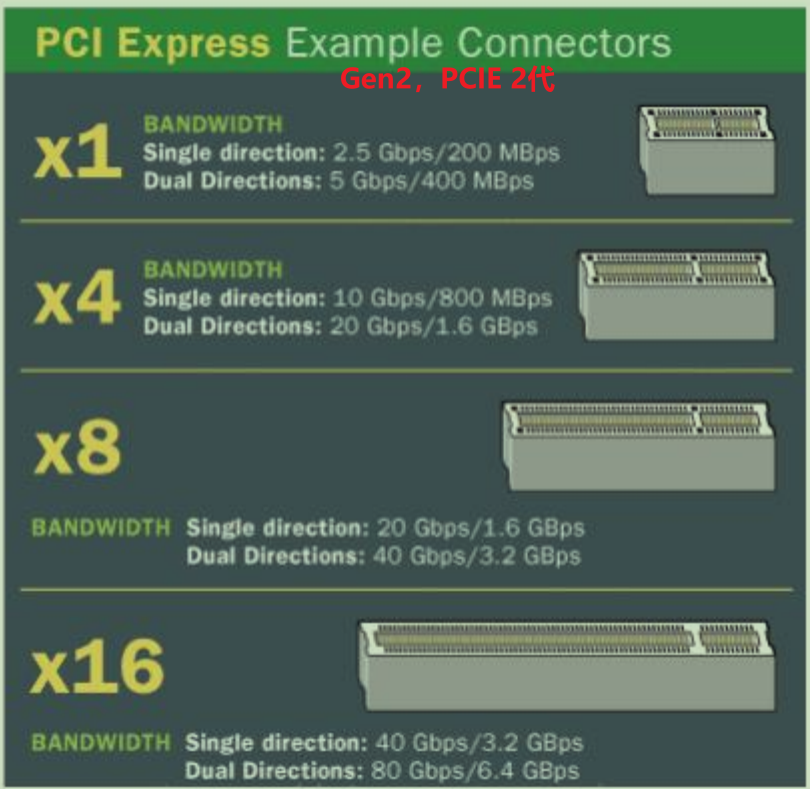 PCI Express Example Connectors
Gen2，PCIE 2代
x1
BANDWIDTH
Single direction: 2.5 Gbps/200 MBps
Dual Directions: 5 Gbps/400 MBps
x4
BANDWIDTH
Single direction: 10 Gbps/800 MBps
Dual Directions: 20 Gbps/1.6 GBps
x8
BANDWIDTH Single direction: 20 Gbps/1.6 GBps
Dual Directions: 40 Gbps/3.2 GBps
x16
BANDWIDTH Single direction: 40 Gbps/3.2 GBps
Dual Directions: 80 Gbps/6.4 GBps